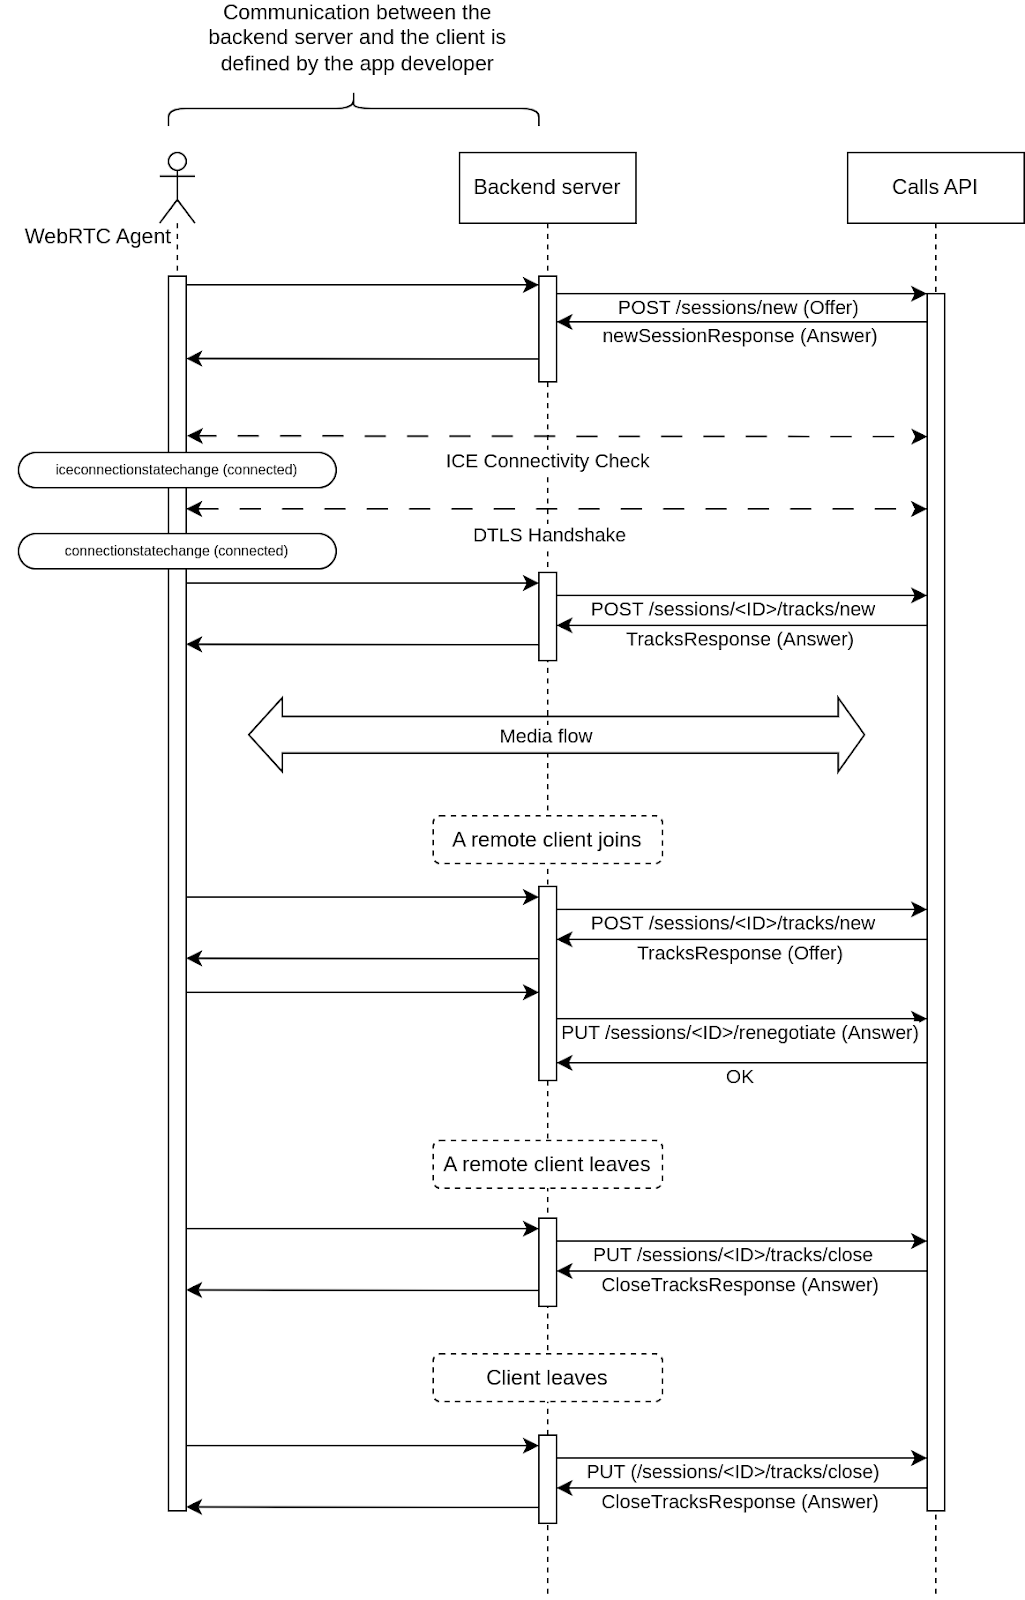 Communication between the
backend server and the client is
defined by the app developer
Backend server
Calls API
WebRTC Agent
POST /sessions/new (Offer)
newSessionResponse (Answer)
ICE Connectivity Check
iceconnectionstatechange (connected)
DTLS Handshake
connectionstatechange (connected)
POST /sessions/<ID>/tracks/new
TracksResponse (Answer)
Media flow
A remote client joins
POST /sessions/<ID>/tracks/new
TracksResponse (Offer)
PUT /sessions/<ID>/renegotiate (Answer)
OK
A remote client leaves
PUT /sessions/<ID>/tracks/close
CloseTracksResponse (Answer)
Client leaves
PUT (/sessions/<ID>/tracks/close)
CloseTracksResponse (Answer)